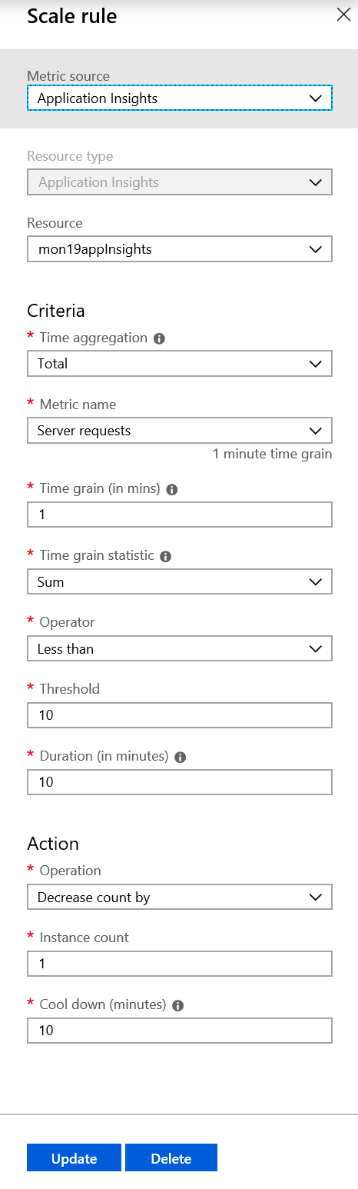 Scale rule
Metric source
Application Insights
Resource type
Application Insights
Resource
mon19appInsights
Criteria
* Time aggregation
Total
* Metric name
Server requests
1 minute time grain
* Time grain (in mins)
1
* Time grain statistic
Sum
* Operator
Less than
* Threshold
10
* Duration (in minutes)
10
Action
* Operation
Decrease count by
* Instance count
1
* Cool down (minutes)
10
Update Delete